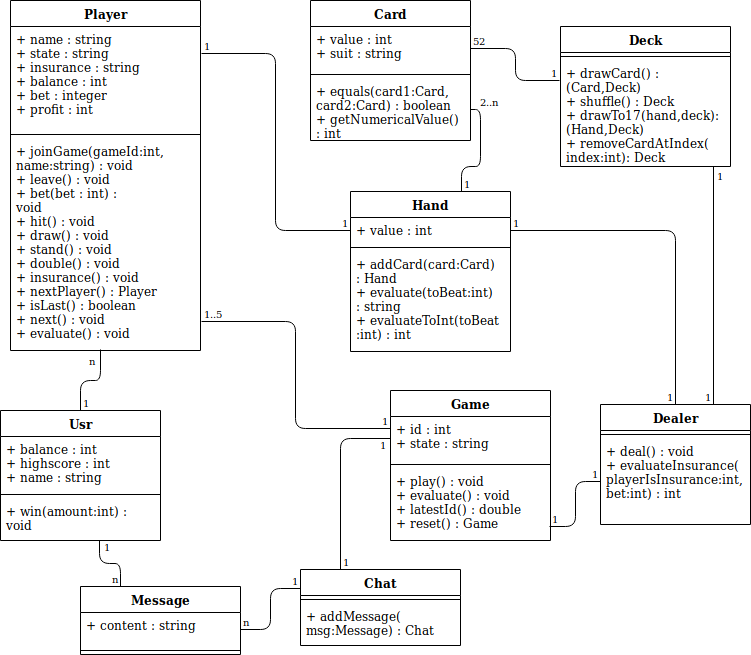 Player
+ name : string
+ state : string
+ insurance : string
+ balance : int
+ bet : integer
+ profit : int
+ joinGame(gameId:int,
name:string) : void
+ leave() : void
+ bet(bet : int) :
void
+ hit() : void
+ draw() : void
+ stand() : void
+ double() : void
+ insurance() : void
+ nextPlayer() : Player
+ isLast() : boolean
+ next() : void
+ evaluate() : void
1
1..5
n
Card
+ value : int
+ suit : string
+ equals(card1:Card,
card2:Card) : boolean
+ getNumericalValue()
: int
52
2..n
1
Deck
+ drawCard() :
(Card,Deck)
+ shuffle() : Deck
+ drawTo17(hand,deck):
(Hand,Deck)
+ removeCardAtIndex(
index:int): Deck
1
1
1
1
Hand
+ value : int
+ addCard(card:Card)
: Hand
+ evaluate(toBeat:int)
: string
+ evaluateToInt(toBeat
:int) : int
1
Usr
+ balance : int
+ highscore : int
+ name : string
+ win(amount:int) :
void
1
n
1
1
Game
+ id : int
+ state : string
+ play() : void
+ evaluate() : void
+ latestId() : double
+ reset() : Game
1
1
1
1
Dealer
+ deal() : void
+ evaluateInsurance(
playerIsInsurance:int,
bet:int) : int
Message
+ content : string
n
1
1
Chat
+ addMessage(
msg:Message) : Chat